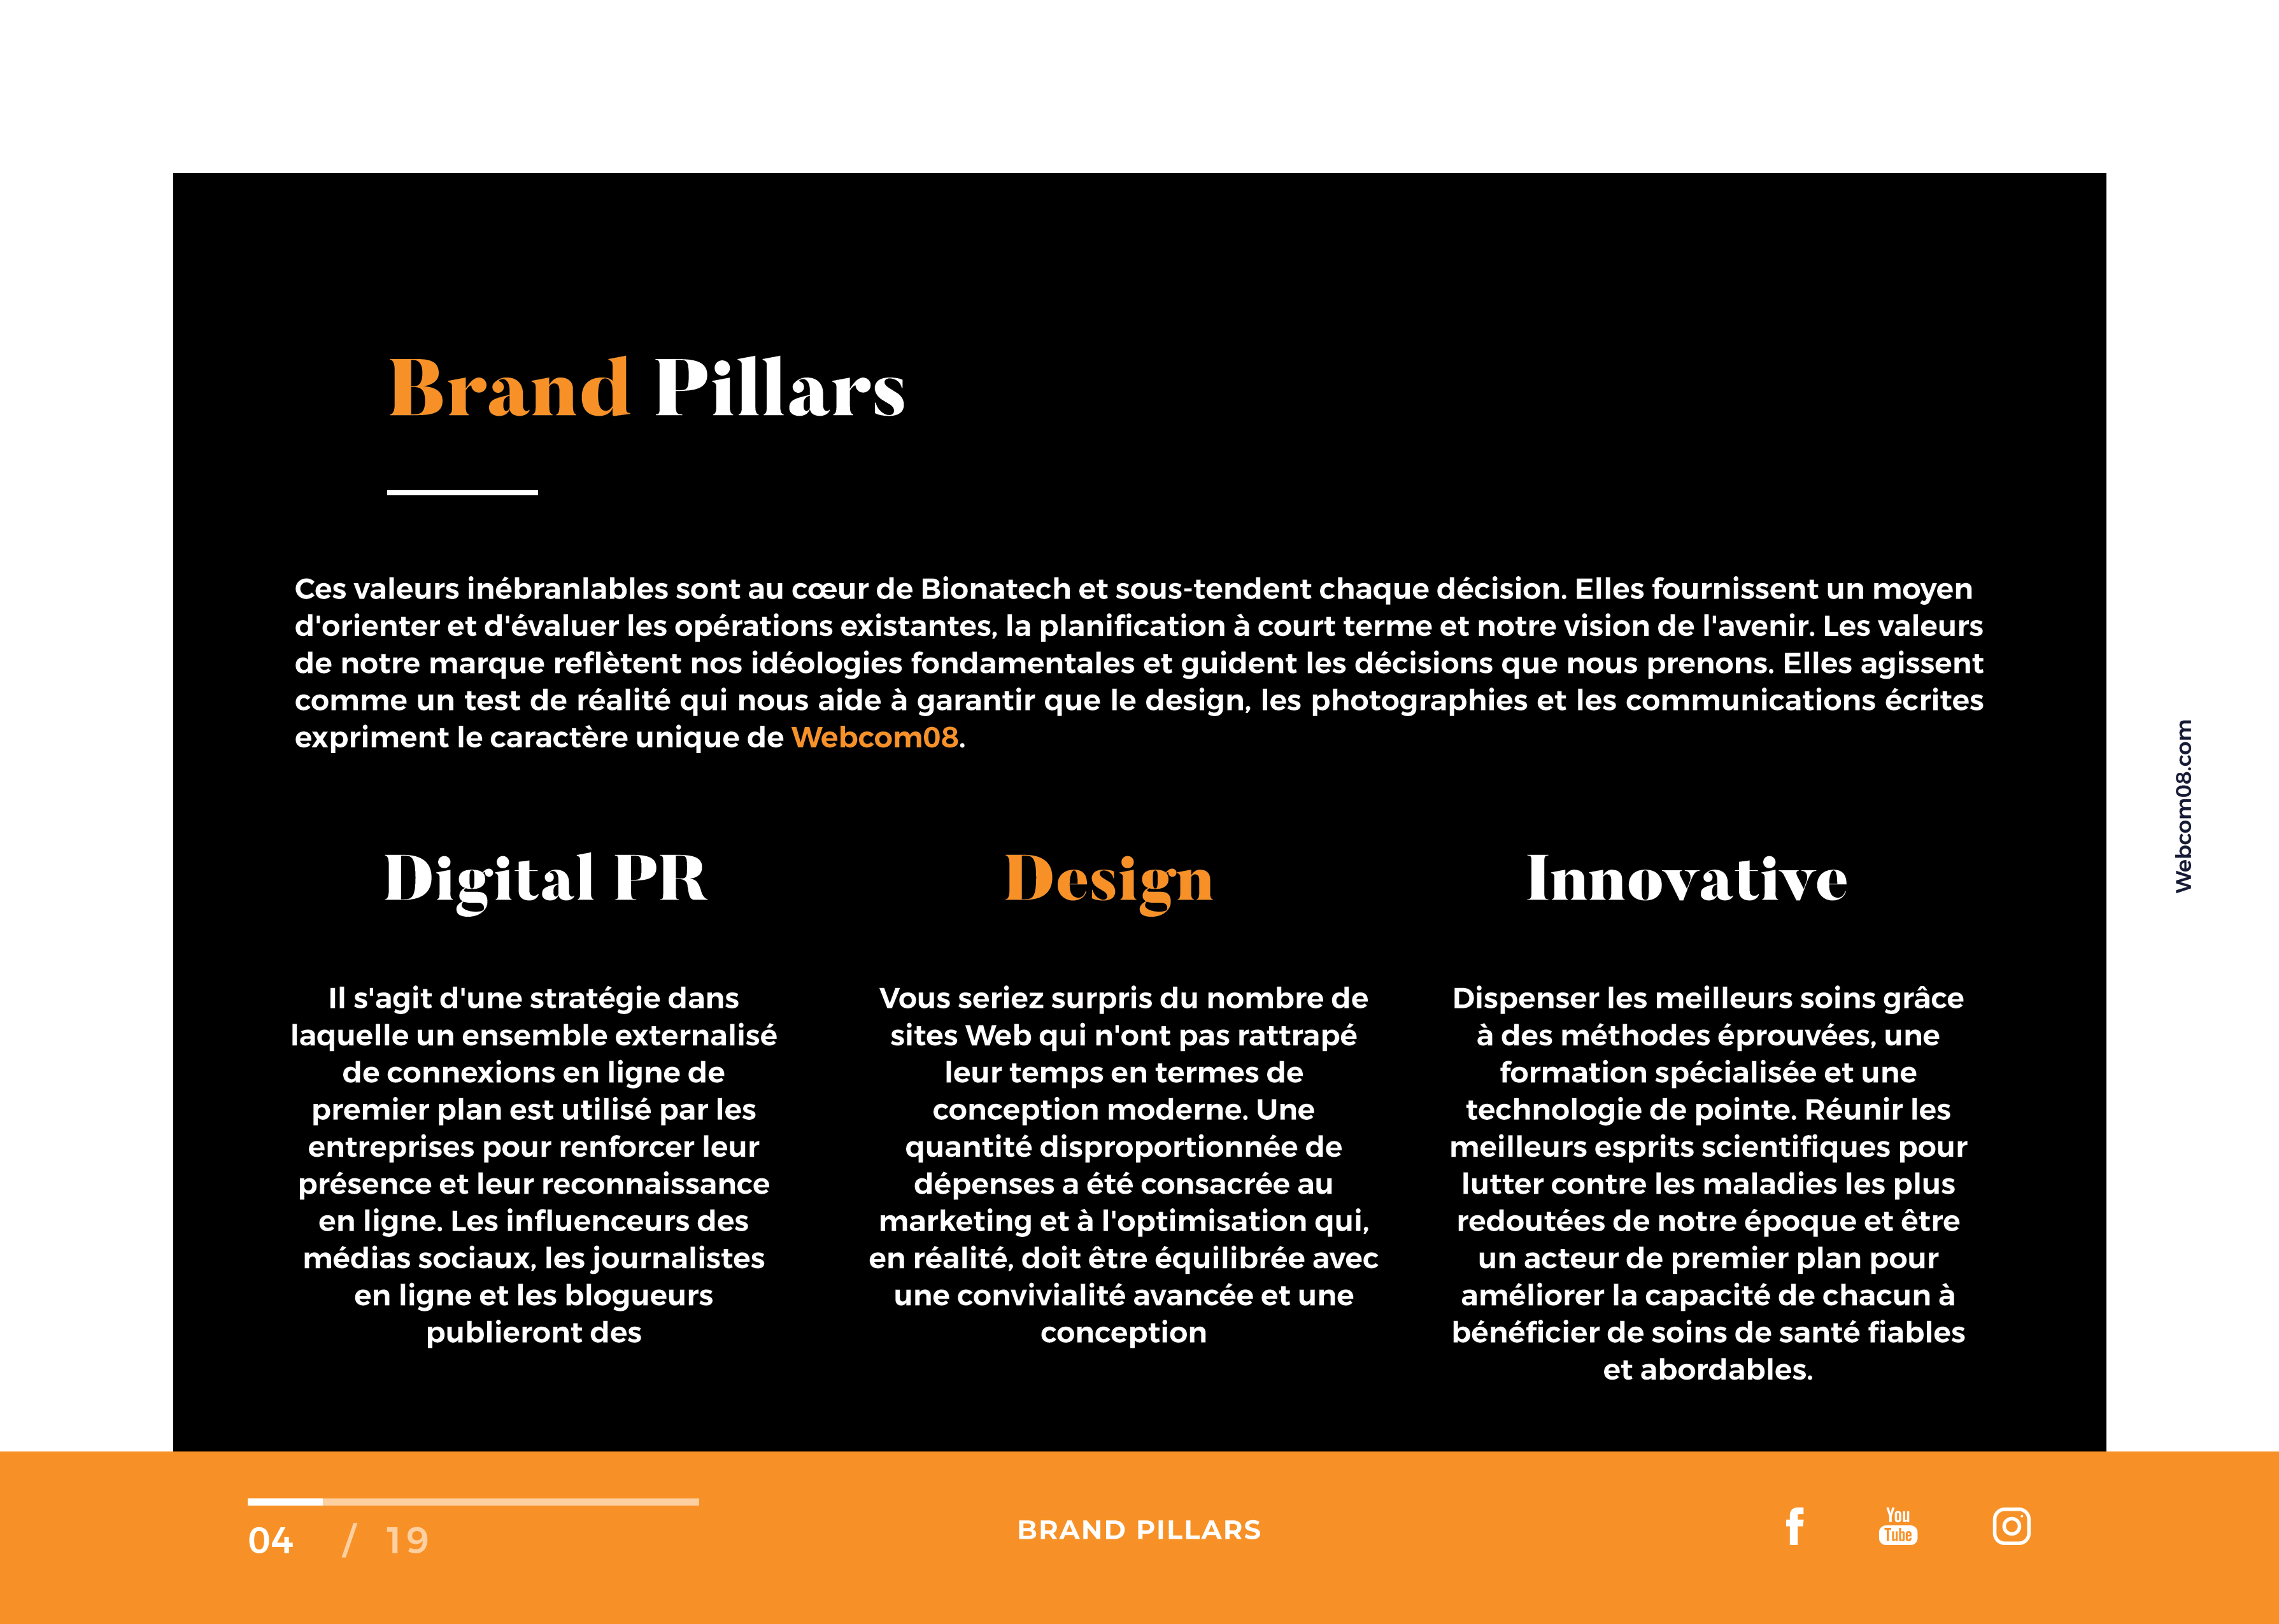 Brand Pillars
Ces valeurs inébranlables sont au cœur de Bionatech et sous-tendent chaque décision. Elles fournissent un moyen
d'orienter et d'évaluer les opérations existantes, la planification à court terme et notre vision de l'avenir. Les valeurs
de notre marque reflètent nos idéologies fondamentales et guident les décisions que nous prenons. Elles agissent
comme un test de réalité qui nous aide à garantir que le design, les photographies et les communications écrites
expriment le caractère unique de Webcom08.
Digital PR
Il s'agit d'une stratégie dans
laquelle un ensemble externalisé
de connexions en ligne de
premier plan est utilisé par les
entreprises pour renforcer leur
présence et leur reconnaissance
en ligne. Les influenceurs des
médias sociaux, les journalistes
en ligne et les blogueurs
publieront des
Design
Vous seriez surpris du nombre de
sites Web qui n'ont pas rattrapé
leur temps en termes de
conception moderne. Une
quantité disproportionnée de
dépenses a été consacrée au
marketing et à l'optimisation qui,
en réalité, doit être équilibrée avec
une convivialité avancée et une
conception
Innovative
Dispenser les meilleurs soins grâce
à des méthodes éprouvées, une
formation spécialisée et une
technologie de pointe. Réunir les
meilleurs esprits scientifiques pour
lutter contre les maladies les plus
redoutées de notre époque et être
un acteur de premier plan pour
améliorer la capacité de chacun à
bénéficier de soins de santé fiables
et abordables.
Webcom08.com
04 / 19
BRAND PILLARS
You
Tube